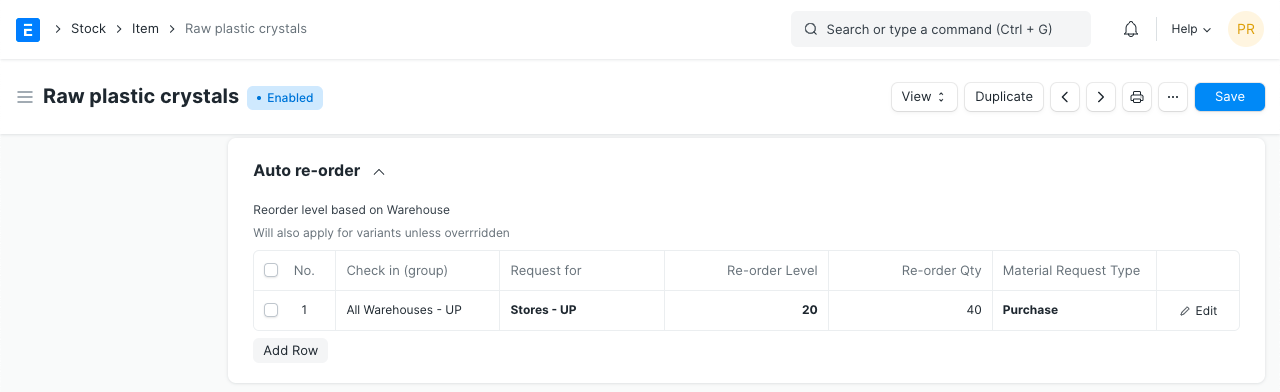 E Stock Item Raw plastic crystals Search or type a command (Ctrl + G) Help PR
Raw plastic crystals • Enabled View Duplicate ··· Save
Auto re-order
Reorder level based on Warehouse
Will also apply for variants unless overrridden
No. Check in (group) Request for Re-order Level Re-order Qty Material Request Type
1 All Warehouses - UP Stores - UP 20 40 Purchase Edit
Add Row